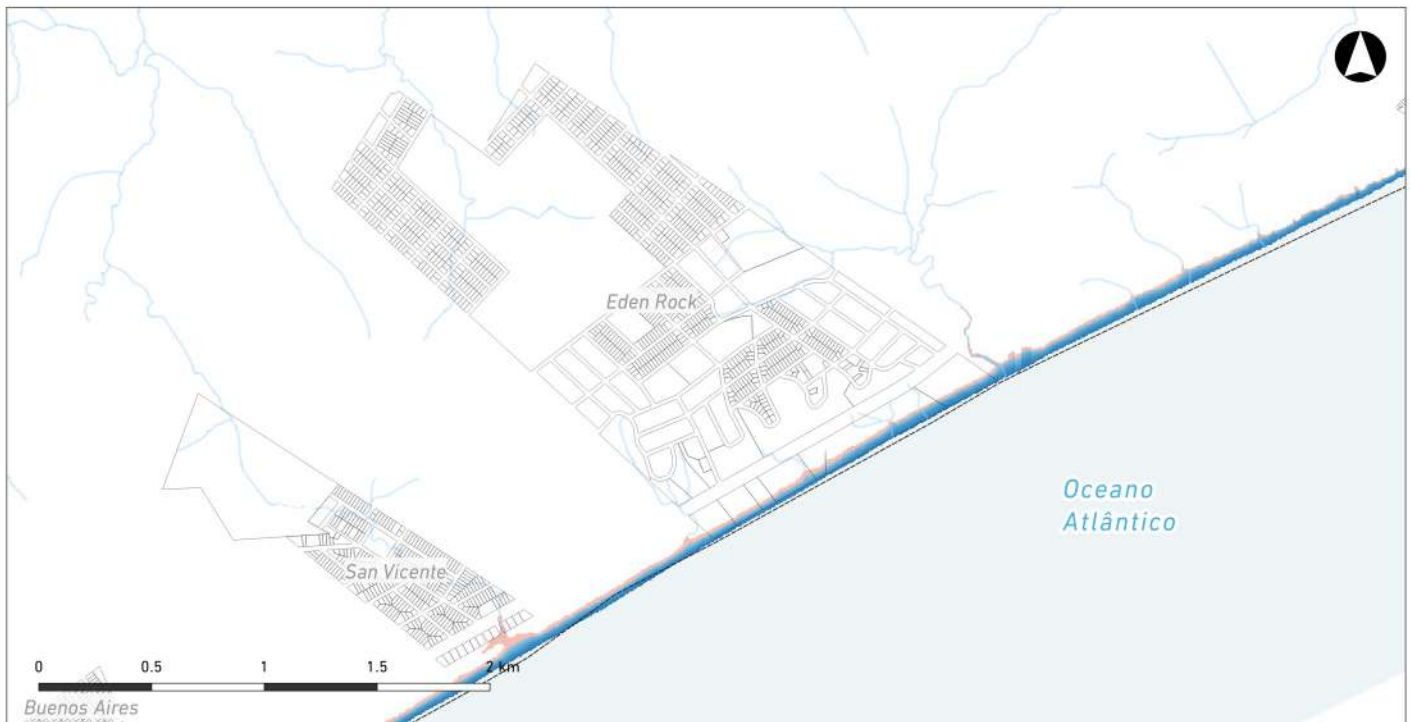 Eden Rock
Oceano
Atlântico
San Vicente
0 0.5 1 1.5 2 km
Buenos Aires